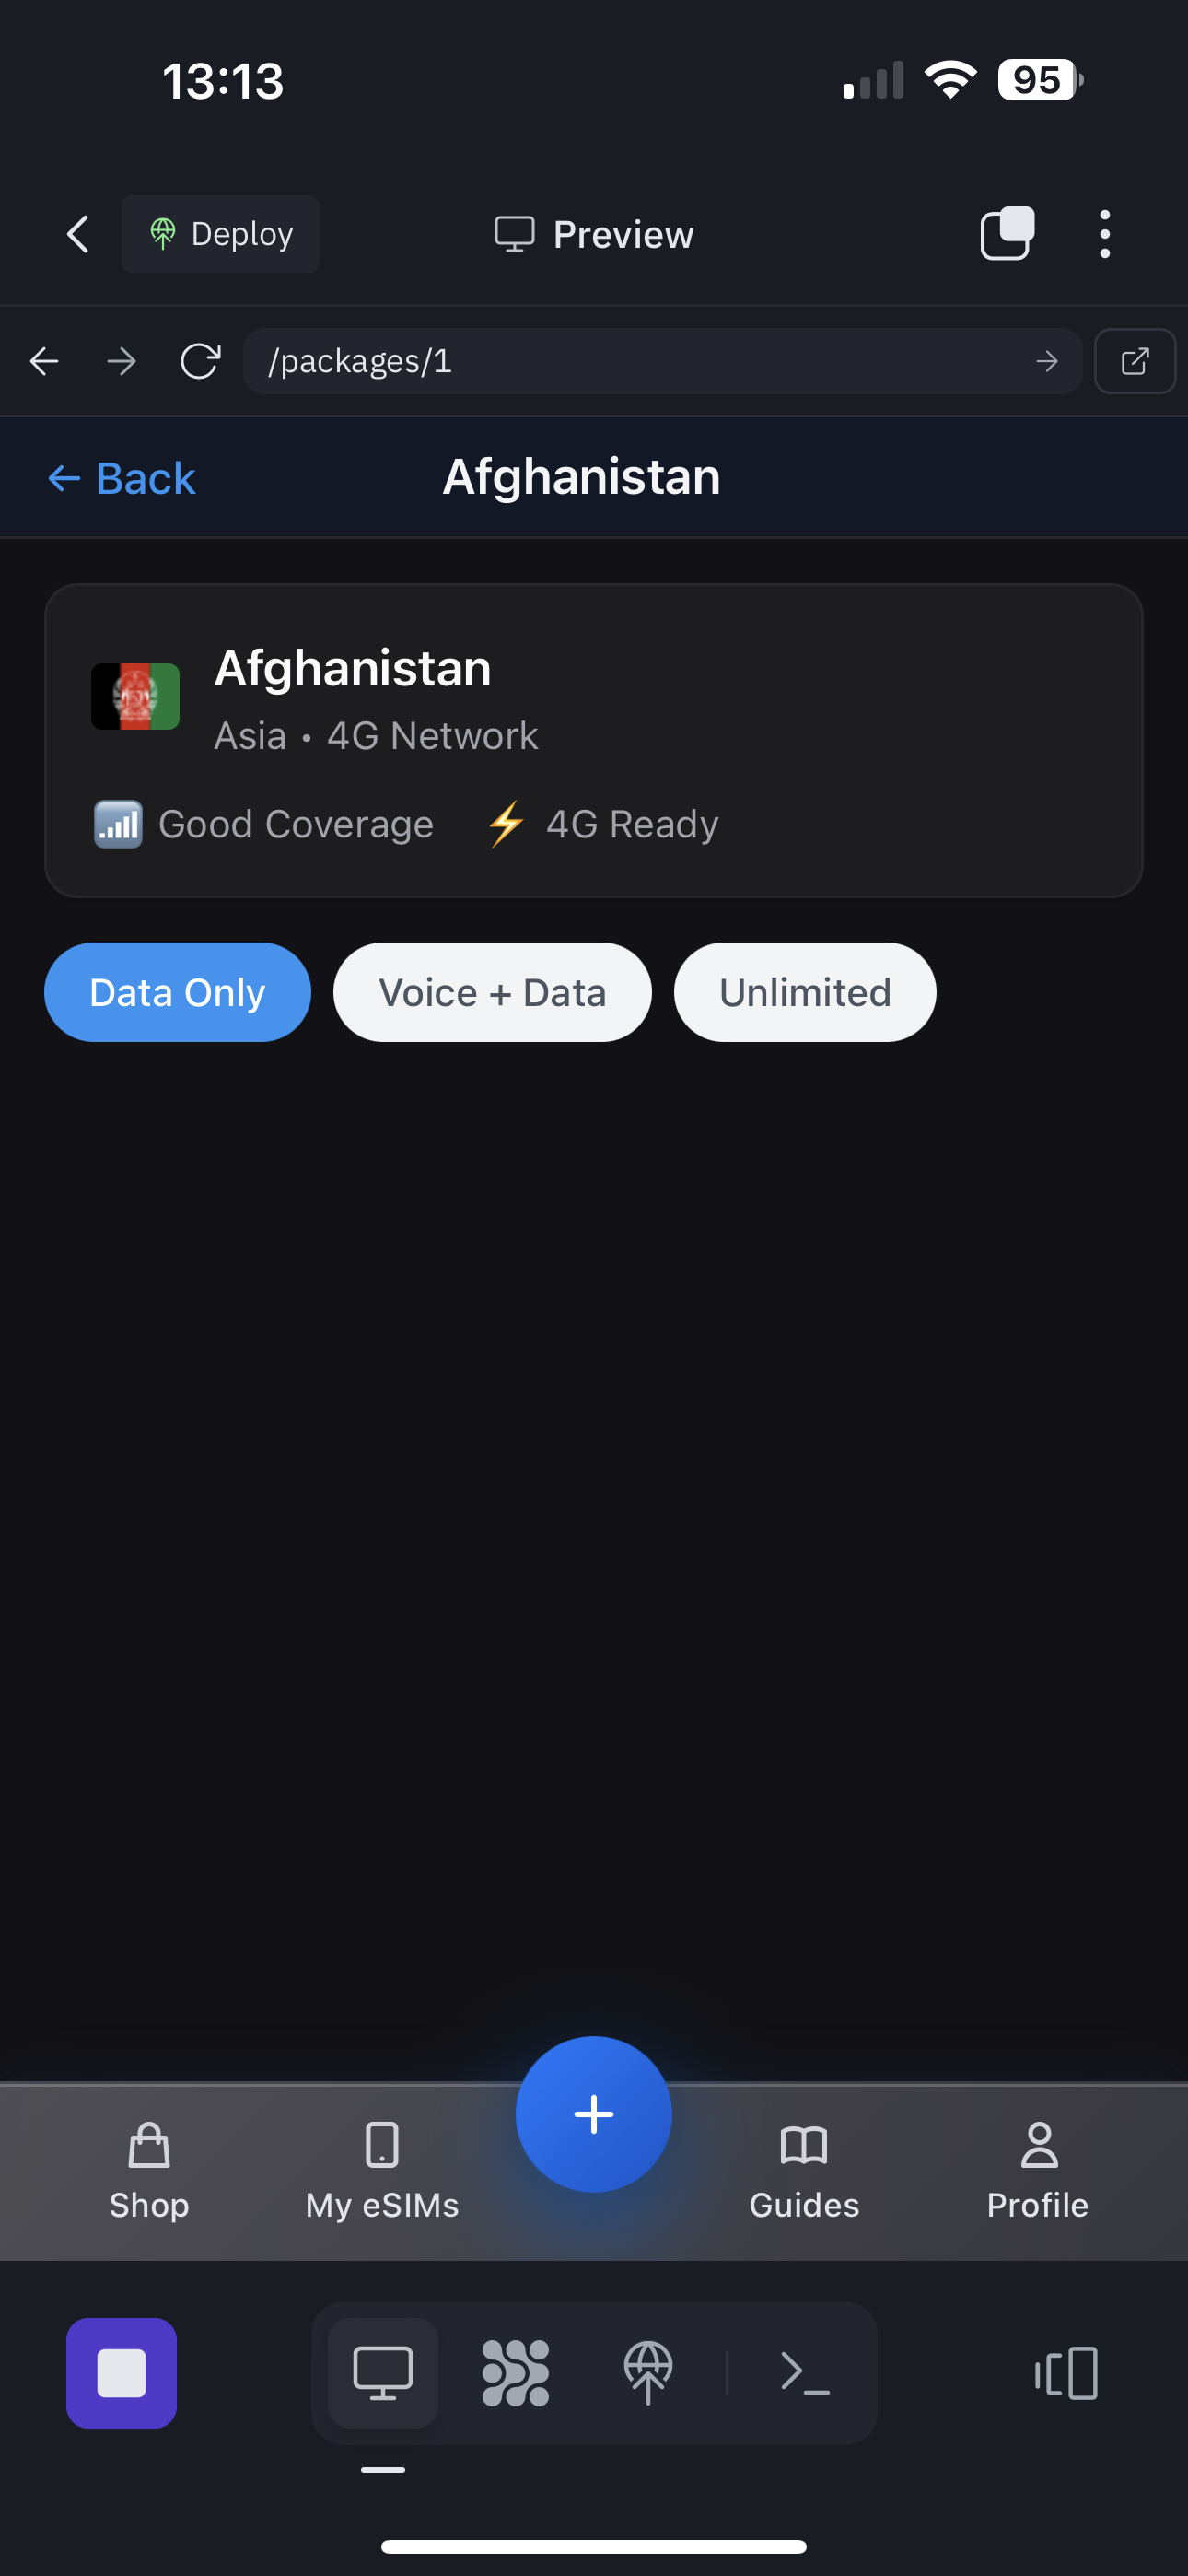 13:13
95
Deploy
Preview
/packages/1
← Back
Afghanistan
Afghanistan
Asia • 4G Network
Good Coverage
4G Ready
Data Only
Voice + Data
Unlimited
Shop
My eSIMs
Guides
Profile